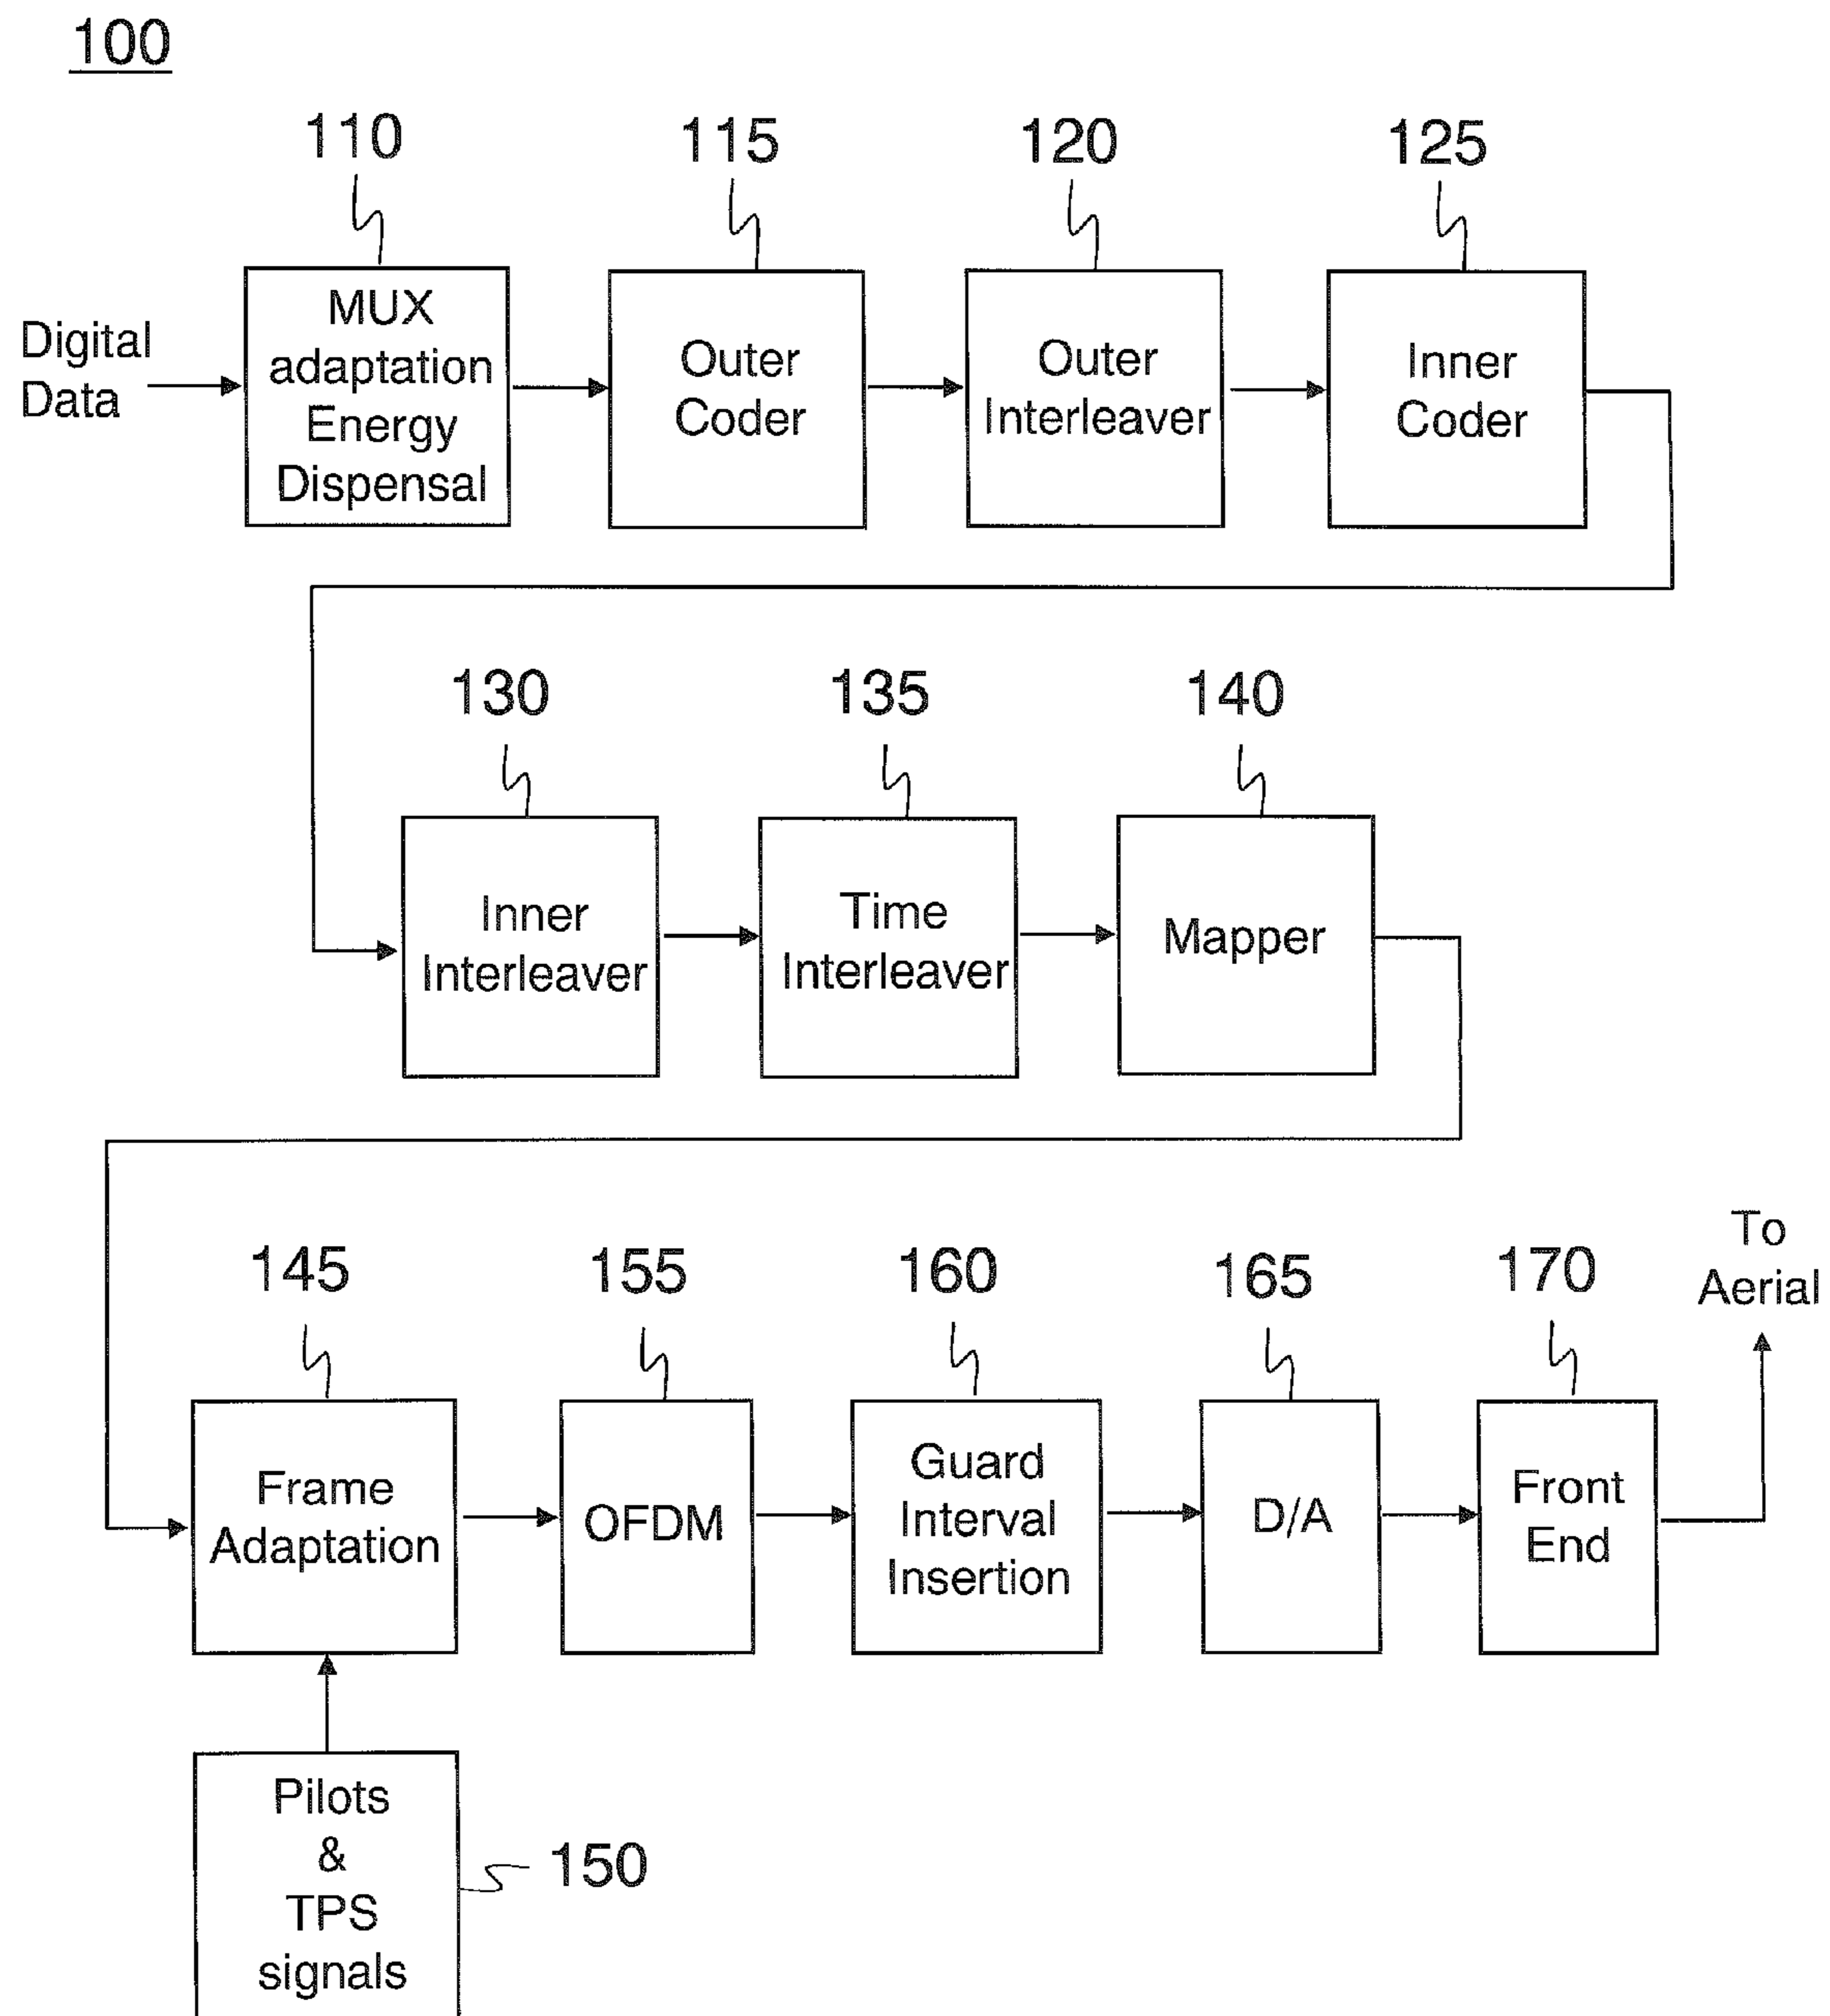 100
110
115
120
125
Digital
Data
MUX
adaptation
Energy
Dispensal
Outer
Coder
Outer
Interleaver
Inner
Coder
130
135
140
Inner
Interleaver
Time
Interleaver
Mapper
145
155
160
165
170
To
Aerial
Frame
Adaptation
OFDM
Guard
Interval
Insertion
D/A
Front
End
Pilots
&
TPS
signals
150